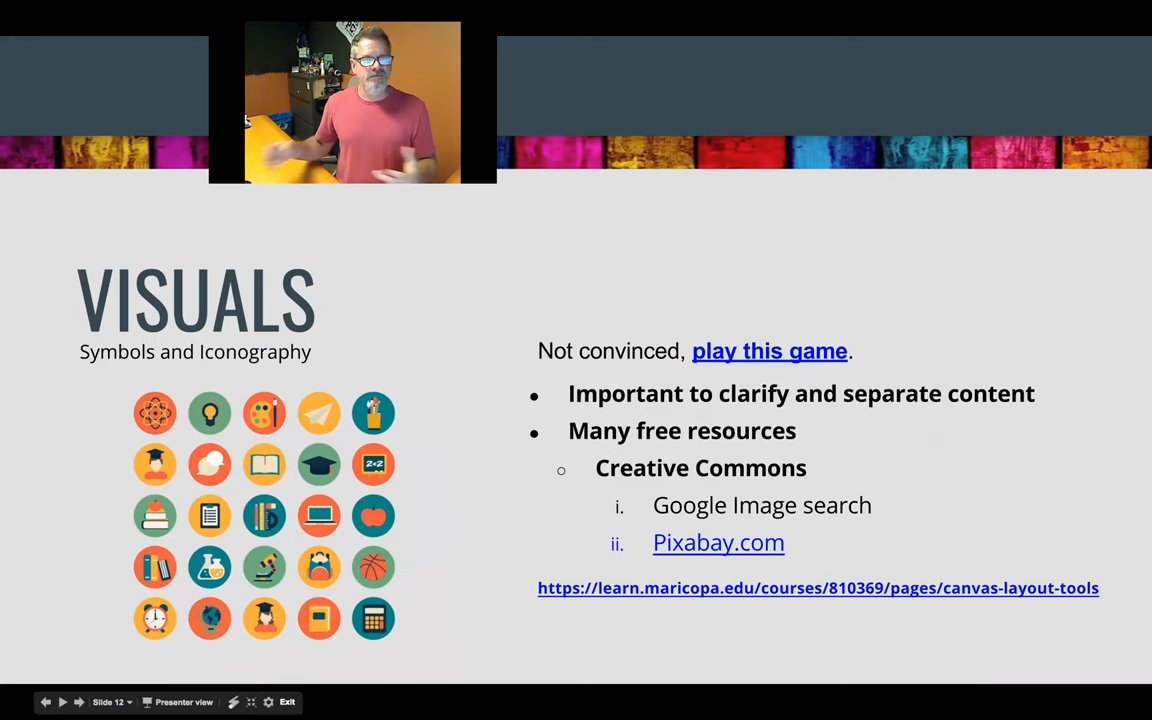 VISUALS
Symbols and Iconography
2+2
Not convinced, play this game.
● Important to clarify and separate content
● Many free resources
○ Creative Commons
i. Google Image search
ii. Pixabay.com
https://learn.maricopa.edu/courses/810369/pages/canvas-layout-tools
Slide 12 Presenter view Exit